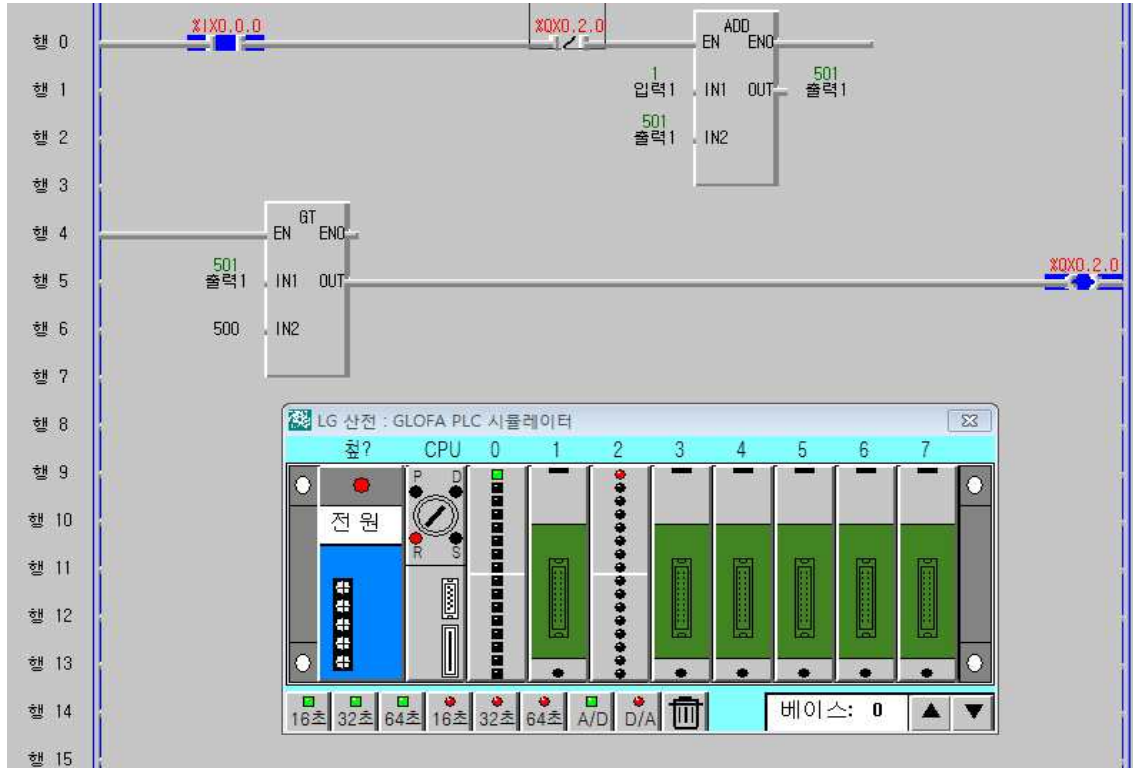 %IX0.0.0 %QX0.2.0 ADD
행 0 EN ENO
1 501
행 1 입력1 IN1 OUT 출력1
501
행 2 출력1 IN2
행 3
GT
행 4 EN ENO
501 %QX0.2.0
행 5 출력1 IN1 OUT
행 6 500 IN2
행 7
행 8 LG 산전 : GLOFA PLC 시뮬레이터
첲? CPU 0 1 2 3 4 5 6 7
행 9 P D
행 10 전 원
R S
행 11
행 12
행 13
행 14 16초 32초 64초 16초 32초 64초 A/D D/A 베이스: 0
행 15